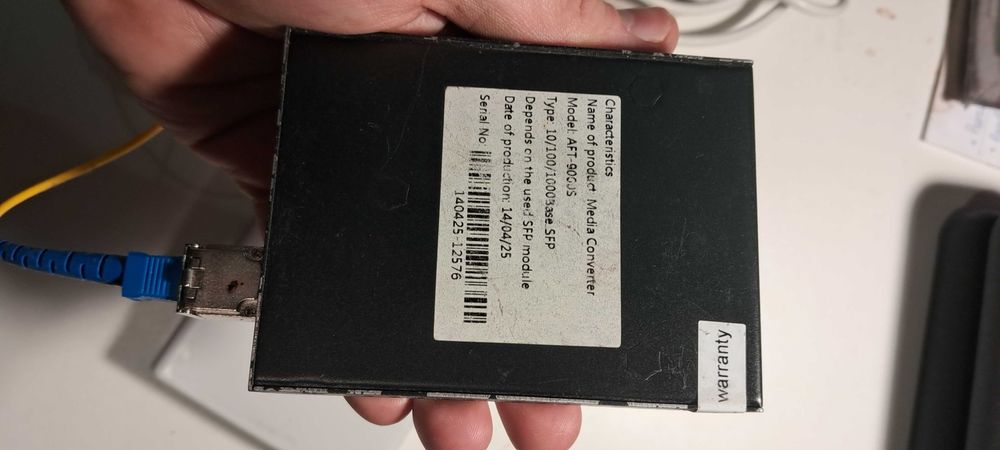 Characteristics
Name of product Media Converter
Model: AFT-900US
Type: 10/100/1000Base SFP
Depends on the used SFP module
Date of production: 14/04/25
Serial No:
140425 12576
warranty